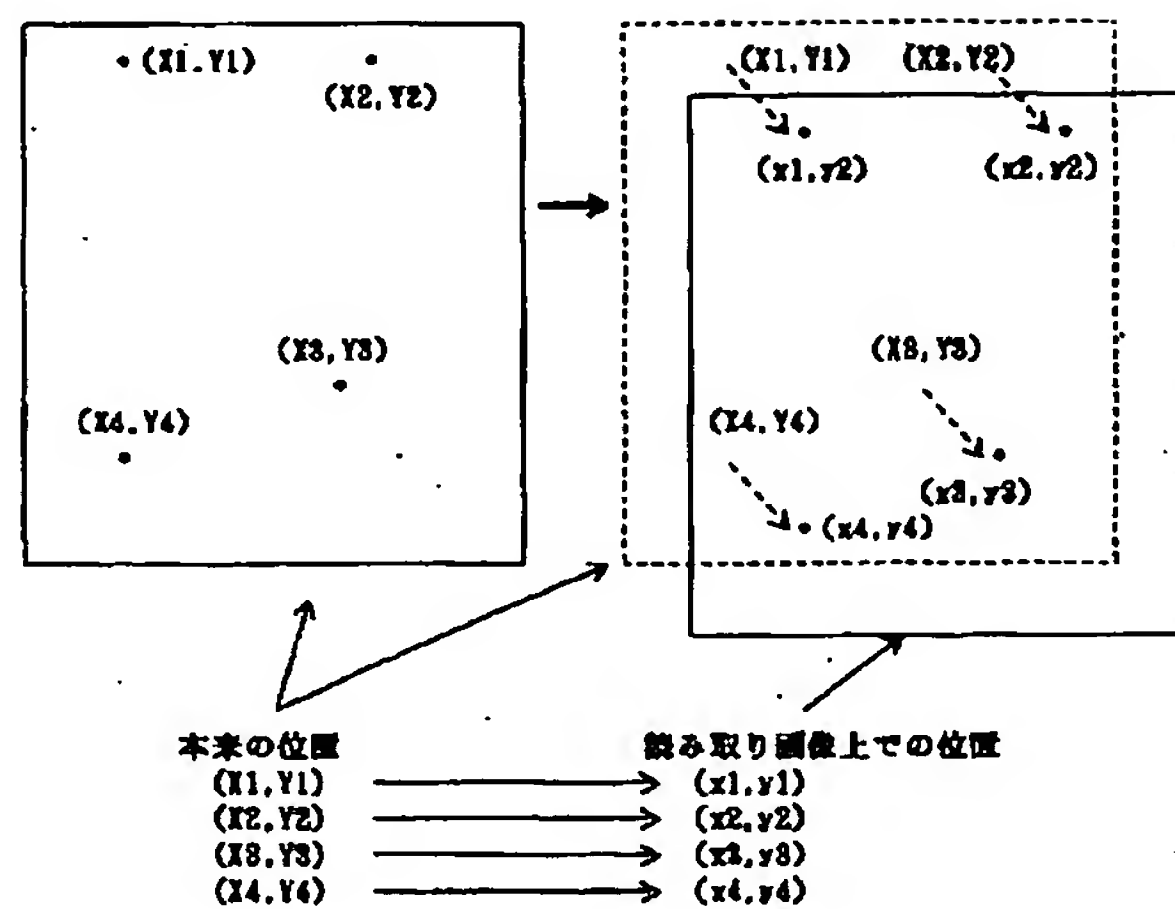 (X1.Y1)
(X2,Y2)
(X3,Y3)
(X4.Y4)
(X1,Y1) (X2,Y2)
(x1,y2) (x2,y2)
(X3,Y3)
(X4,Y4)
(x3,y3)
(x4,y4)
本来の位置 読み取り画像上での位置
(X1,Y1) (x1,y1)
(X2,Y2) (x2,y2)
(X3,Y3) (x3,y3)
(X4,Y4) (x4,y4)